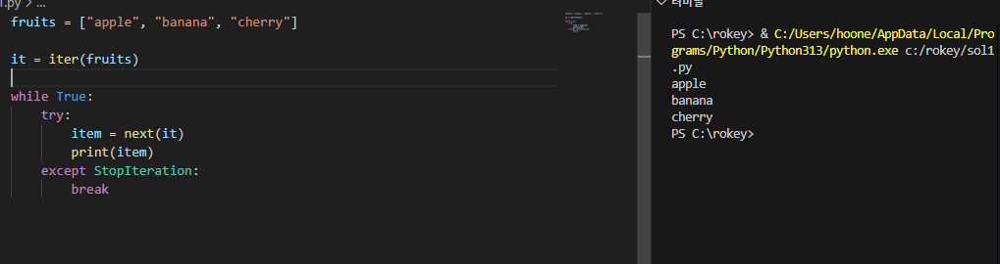 1.py > ...
fruits = ["apple", "banana", "cherry"]
it = iter(fruits)
while True:
try:
item = next(it)
print(item)
except StopIteration:
break
터미널
PS C:\rokey> & C:/Users/hoone/AppData/Local/Pro
grams/Python/Python313/python.exe c:/rokey/sol1
.py
apple
banana
cherry
PS C:\rokey>